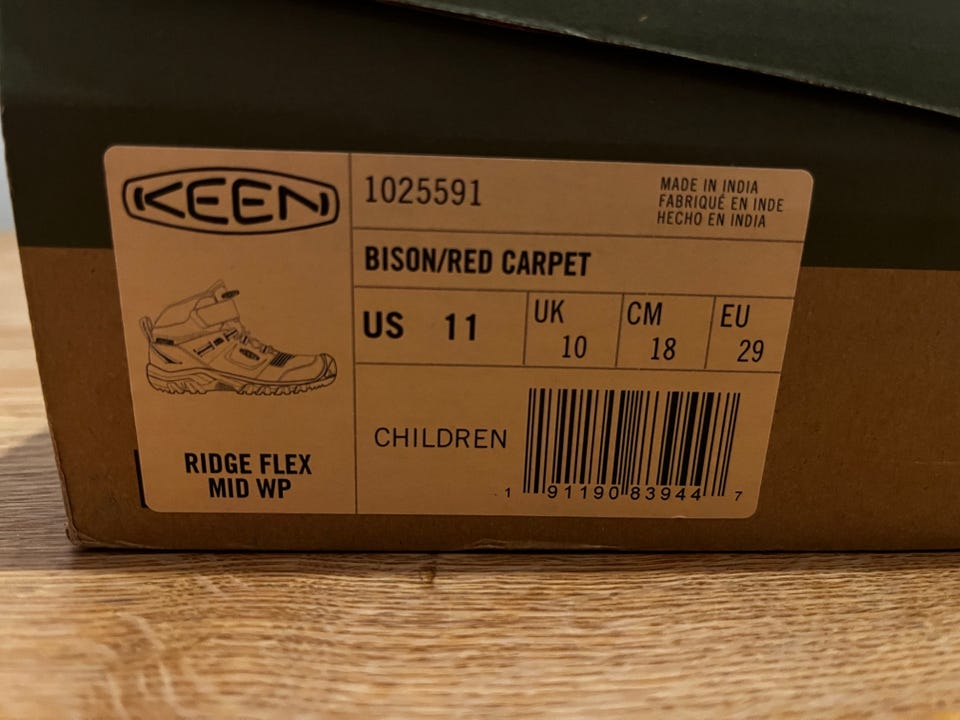 KEEN
1025591
MADE IN INDIA
FABRIQUÉ EN INDE
HECHO EN INDIA
BISON/RED CARPET
US 11
UK 10
CM 18
EU 29
RIDGE FLEX
MID WP
CHILDREN
1 91190 83944 7